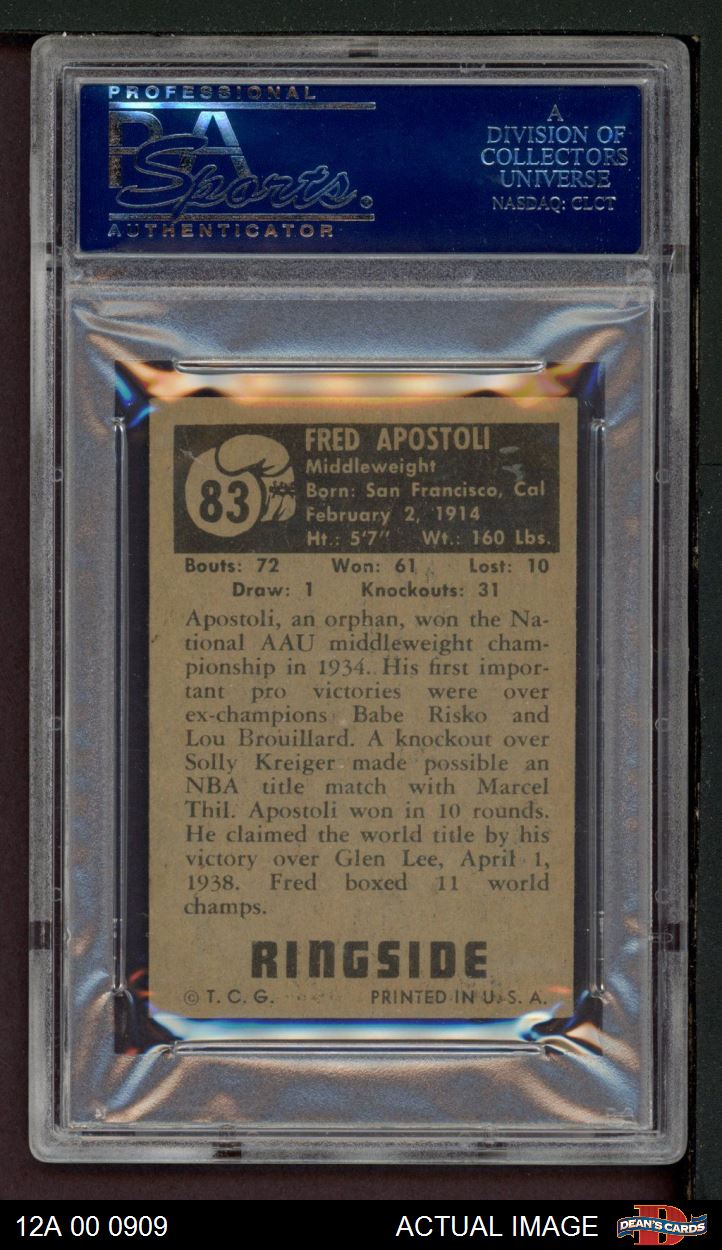 PROFESSIONAL
PSA
Sports®
AUTHENTICATOR
A
DIVISION OF
COLLECTORS
UNIVERSE
NASDAQ: CLCT
83
FRED APOSTOLI
Middleweight
Born: San Francisco, Cal
February 2, 1914
Ht.: 5'7" Wt.: 160 Lbs.
Bouts: 72 Won: 61 Lost: 10
Draw: 1 Knockouts: 31
Apostoli, an orphan, won the Na-
tional AAU middleweight cham-
pionship in 1934. His first impor-
tant pro victories were over
ex-champions Babe Risko and
Lou Brouillard. A knockout over
Solly Kreiger made possible an
NBA title match with Marcel
Thil. Apostoli won in 10 rounds.
He claimed the world title by his
victory over Glen Lee, April 1,
1938. Fred boxed 11 world
champs.
RINGSIDE
© T. C. G. PRINTED IN U. S. A.
12A 00 0909
ACTUAL IMAGE
D
DEAN'S CARDS